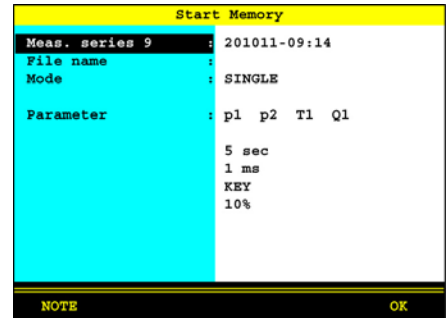 Start Memory
Meas. series 9 : 201011-09:14
File name :
Mode : SINGLE
Parameter : p1 p2 T1 Q1
5 sec
1 ms
KEY
10%
NOTE OK